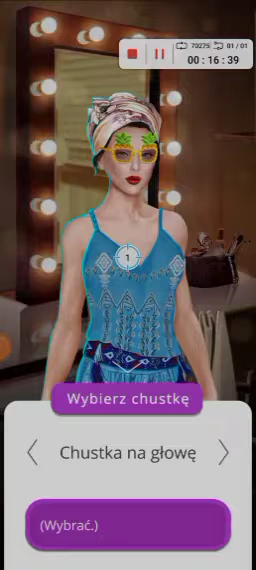 70275 01 / 01
00 : 16 : 39
1
Wybierz chustkę
Chustka na głowę
(Wybrać.)